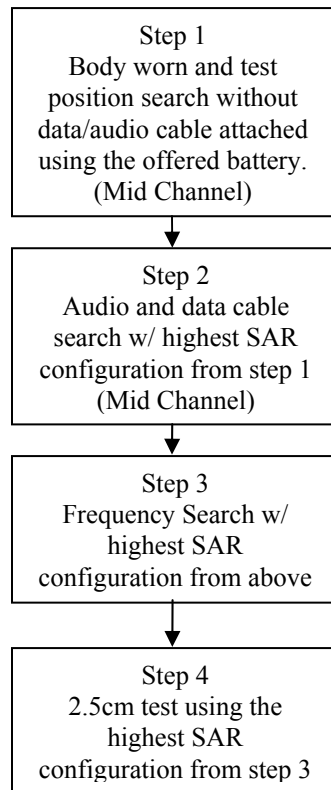 Step 1
Body worn and test
position search without
data/audio cable attached
using the offered battery.
(Mid Channel)
Step 2
Audio and data cable
search w/ highest SAR
configuration from step 1
(Mid Channel)
Step 3
Frequency Search w/
highest SAR
configuration from above
Step 4
2.5cm test using the
highest SAR
configuration from step 3